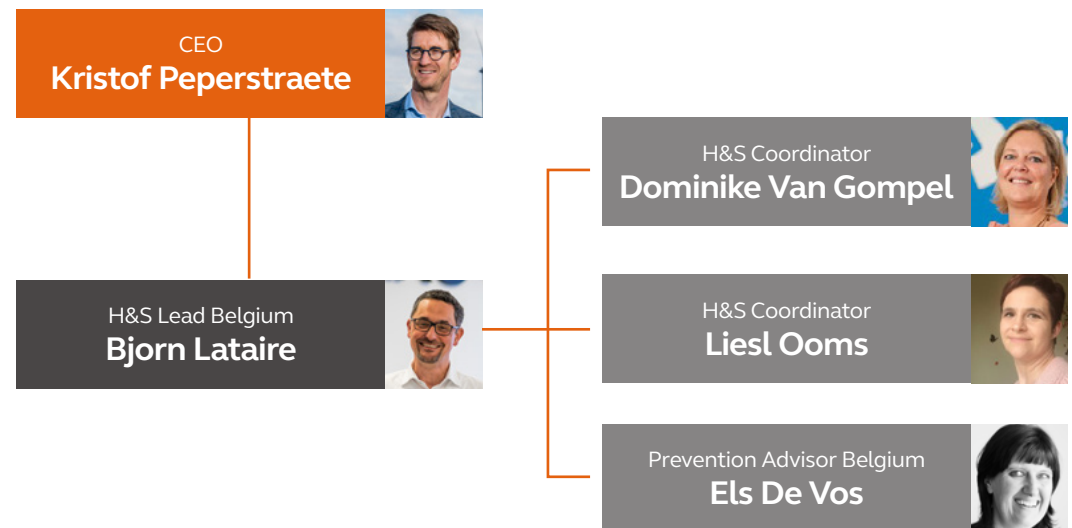 CEO
Kristof Peperstraete
H&S Lead Belgium
Bjorn Lataire
H&S Coordinator
Dominike Van Gompel
H&S Coordinator
Liesl Ooms
Prevention Advisor Belgium
Els De Vos